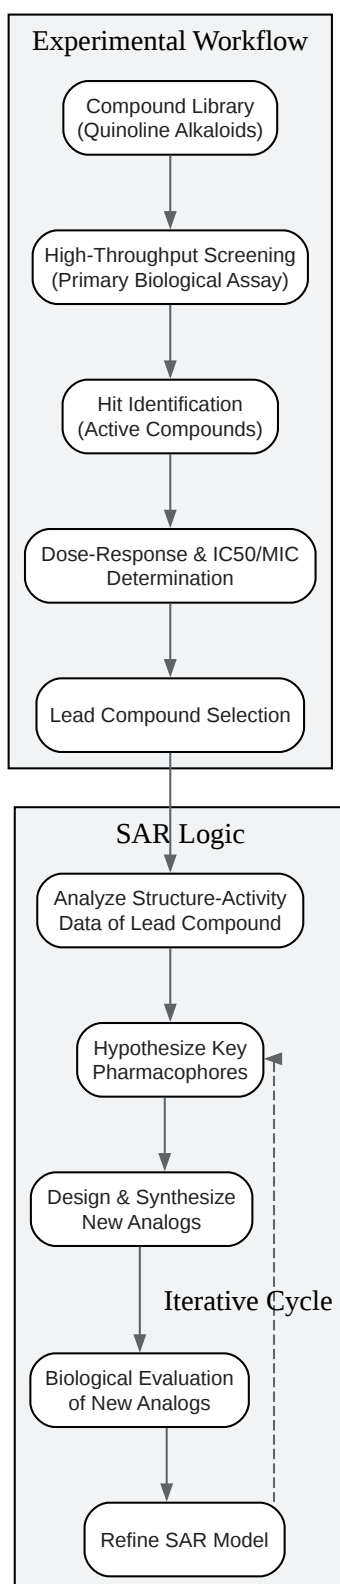 Experimental Workflow
Compound Library
(Quinoline Alkaloids)
High-Throughput Screening
(Primary Biological Assay)
Hit Identification
(Active Compounds)
Dose-Response & IC50/MIC
Determination
Lead Compound Selection
SAR Logic
Analyze Structure-Activity
Data of Lead Compound
Hypothesize Key
Pharmacophores
Design & Synthesize
New Analogs
Iterative Cycle
Biological Evaluation
of New Analogs
Refine SAR Model